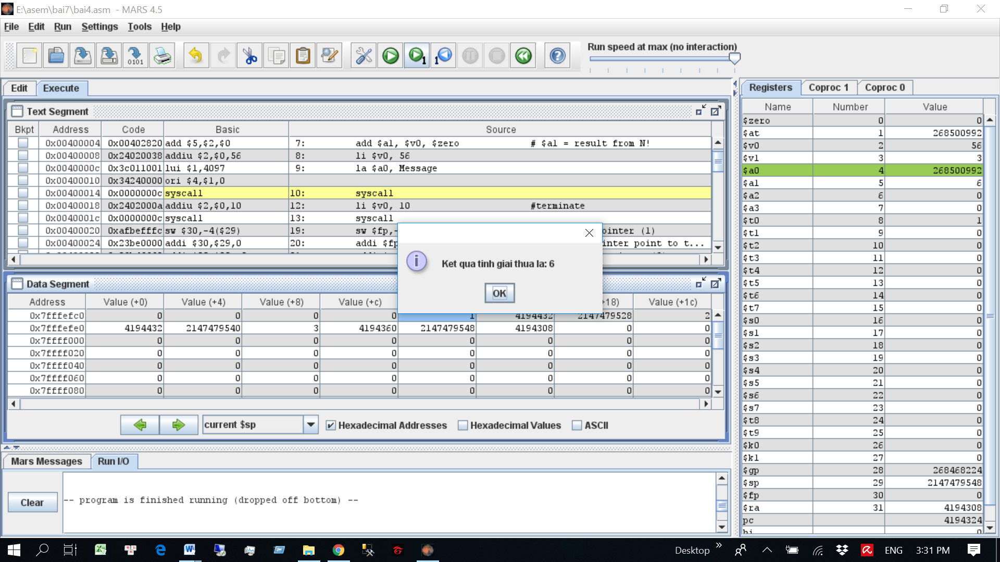 E:\asem\bai7\bai4.asm - MARS 4.5
File Edit Run Settings Tools Help
Run speed at max (no interaction)
Edit Execute
Registers Coproc 1 Coproc 0
Text Segment
Bkpt Address Code Basic Source
0x00400004 0x00402820 add $5,$2,$0 7: add $a1, $v0, $zero # $a1 = result from N!
0x00400008 0x24020038 addiu $2,$0,56 8: li $v0, 56
0x0040000c 0x3c011001 lui $1,4097 9: la $a0, Message
0x00400010 0x34240000 ori $4,$1,0
0x00400014 0x0000000c syscall 10: syscall
0x00400018 0x2402000a addiu $2,$0,10 12: li $v0, 10 #terminate
0x0040001c 0x0000000c syscall 13: syscall
0x00400020 0xafbefffc sw $30,-4($29) 19: sw $fp,- ointer (1)
0x00400024 0x23be0000 addi $30,$29,0 20: addi $fp inter point to t...
Ket qua tinh giai thua la: 6
OK
Data Segment
Address Value (+0) Value (+4) Value (+8) Value (+c) +18) Value (+1c)
0x7fffefc0 0 0 0 0 1 4194432 2147479528 2
0x7fffefe0 4194432 2147479540 3 4194360 2147479548 4194308 0 0
0x7ffff000 0 0 0 0 0 0 0 0
0x7ffff020 0 0 0 0 0 0 0 0
0x7ffff040 0 0 0 0 0 0 0 0
0x7ffff060 0 0 0 0 0 0 0 0
0x7ffff080 0 0 0 0 0 0 0 0
current $sp Hexadecimal Addresses Hexadecimal Values ASCII
Mars Messages Run I/O
Clear
-- program is finished running (dropped off bottom) --
Name Number Value
$zero 0 0
$at 1 268500992
$v0 2 56
$v1 3 3
$a0 4 268500992
$a1 5 6
$a2 6 0
$a3 7 0
$t0 8 1
$t1 9 0
$t2 10 0
$t3 11 0
$t4 12 0
$t5 13 0
$t6 14 0
$t7 15 0
$s0 16 0
$s1 17 0
$s2 18 0
$s3 19 0
$s4 20 0
$s5 21 0
$s6 22 0
$s7 23 0
$t8 24 0
$t9 25 0
$k0 26 0
$k1 27 0
$gp 28 268468224
$sp 29 2147479548
$fp 30 0
$ra 31 4194308
pc 4194324
hi 0
Desktop ENG 3:31 PM